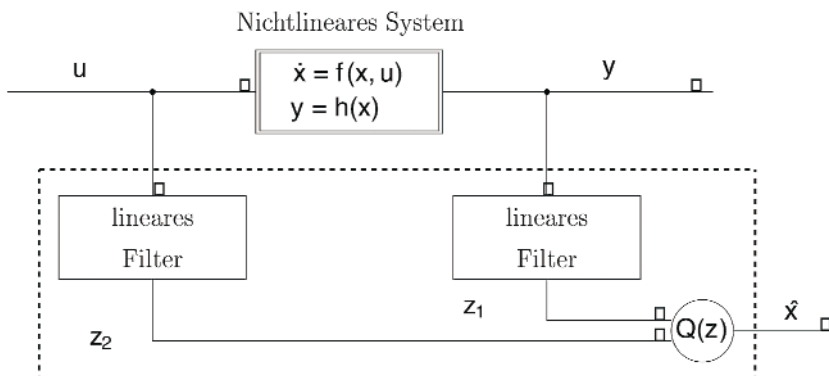 Nichtlineares System
u
ẋ = f(x, u)
y = h(x)
y
lineares
Filter
lineares
Filter
z₁
z₂
Q(z)
x̂